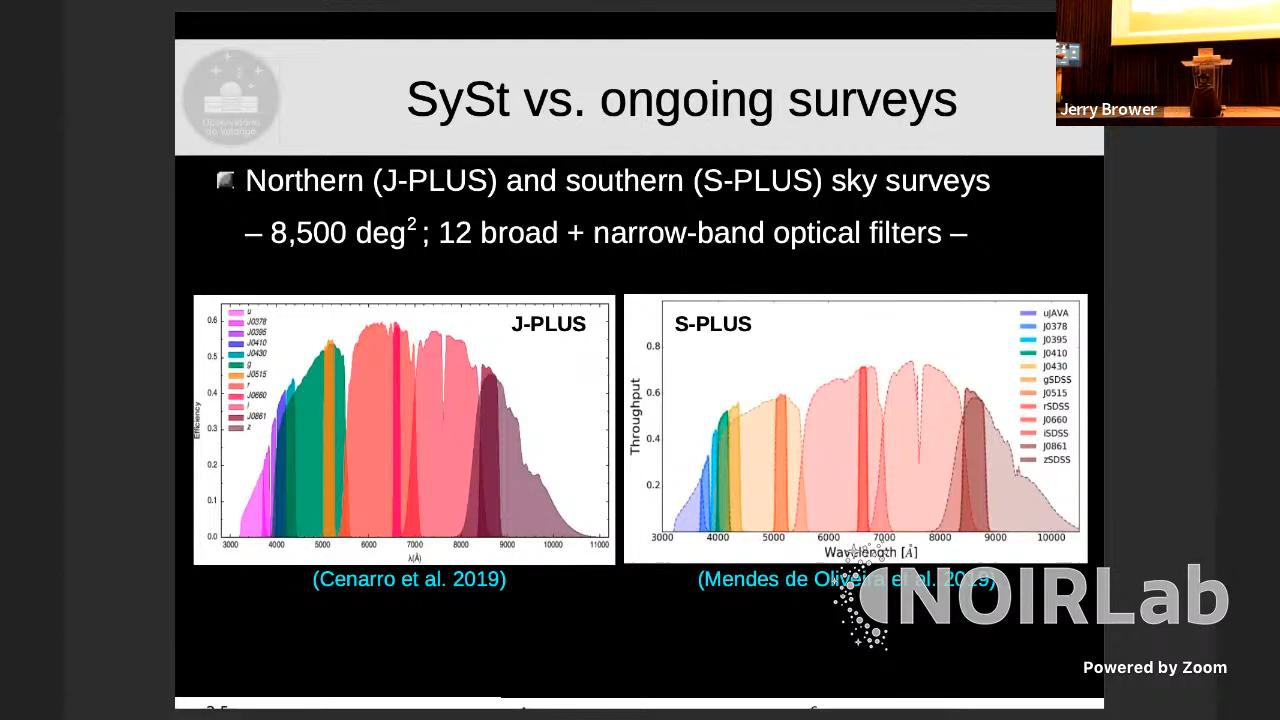 SySt vs. ongoing surveys
Jerry Brower
Observatório
do Valongo
Northern (J-PLUS) and southern (S-PLUS) sky surveys
– 8,500 deg2 ; 12 broad + narrow-band optical filters –
J-PLUS
u
J0378
J0395
J0410
J0430
g
J0515
r
J0660
i
J0861
z
Efficiency
0.6
0.5
0.4
0.3
0.2
0.1
0.0
3000 4000 5000 6000 7000 8000 9000 10000 11000
λ(Å)
(Cenarro et al. 2019)
S-PLUS
uJAVA
J0378
J0395
J0410
J0430
gSDSS
J0515
rSDSS
J0660
iSDSS
J0861
zSDSS
Throughput
0.8
0.6
0.4
0.2
3000 4000 5000 6000 7000 8000 9000 10000
Wavelength [Å]
(Mendes de Oliveira et al. 2019)
NOIRLab
Powered by Zoom